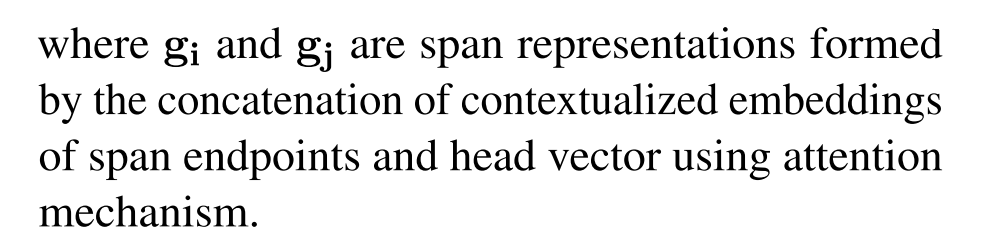 where gᵢ and gⱼ are span representations formed
by the concatenation of contextualized embeddings
of span endpoints and head vector using attention
mechanism.